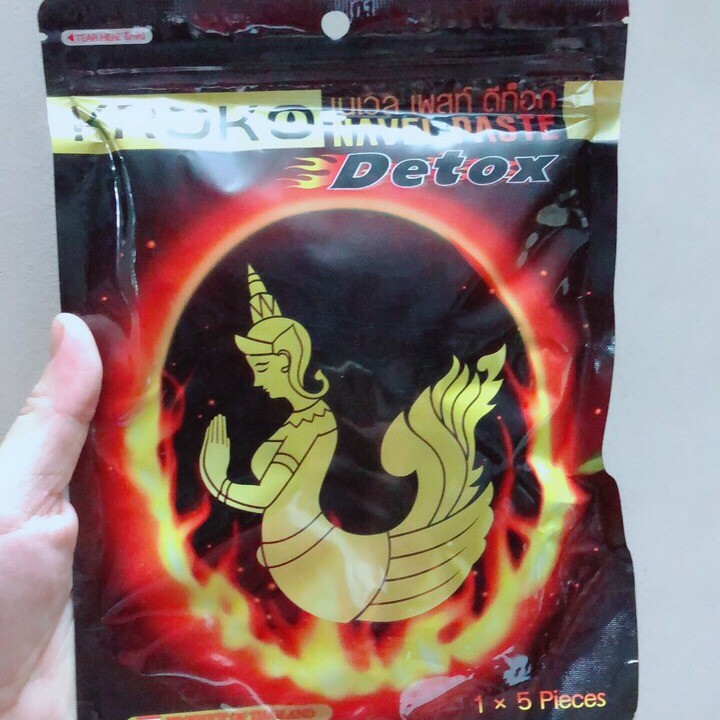 TEAR HERE
YROKO
เนเวล เพสท์ ดีท็อก
NAVEL PASTE
Detox
1 × 5 Pieces